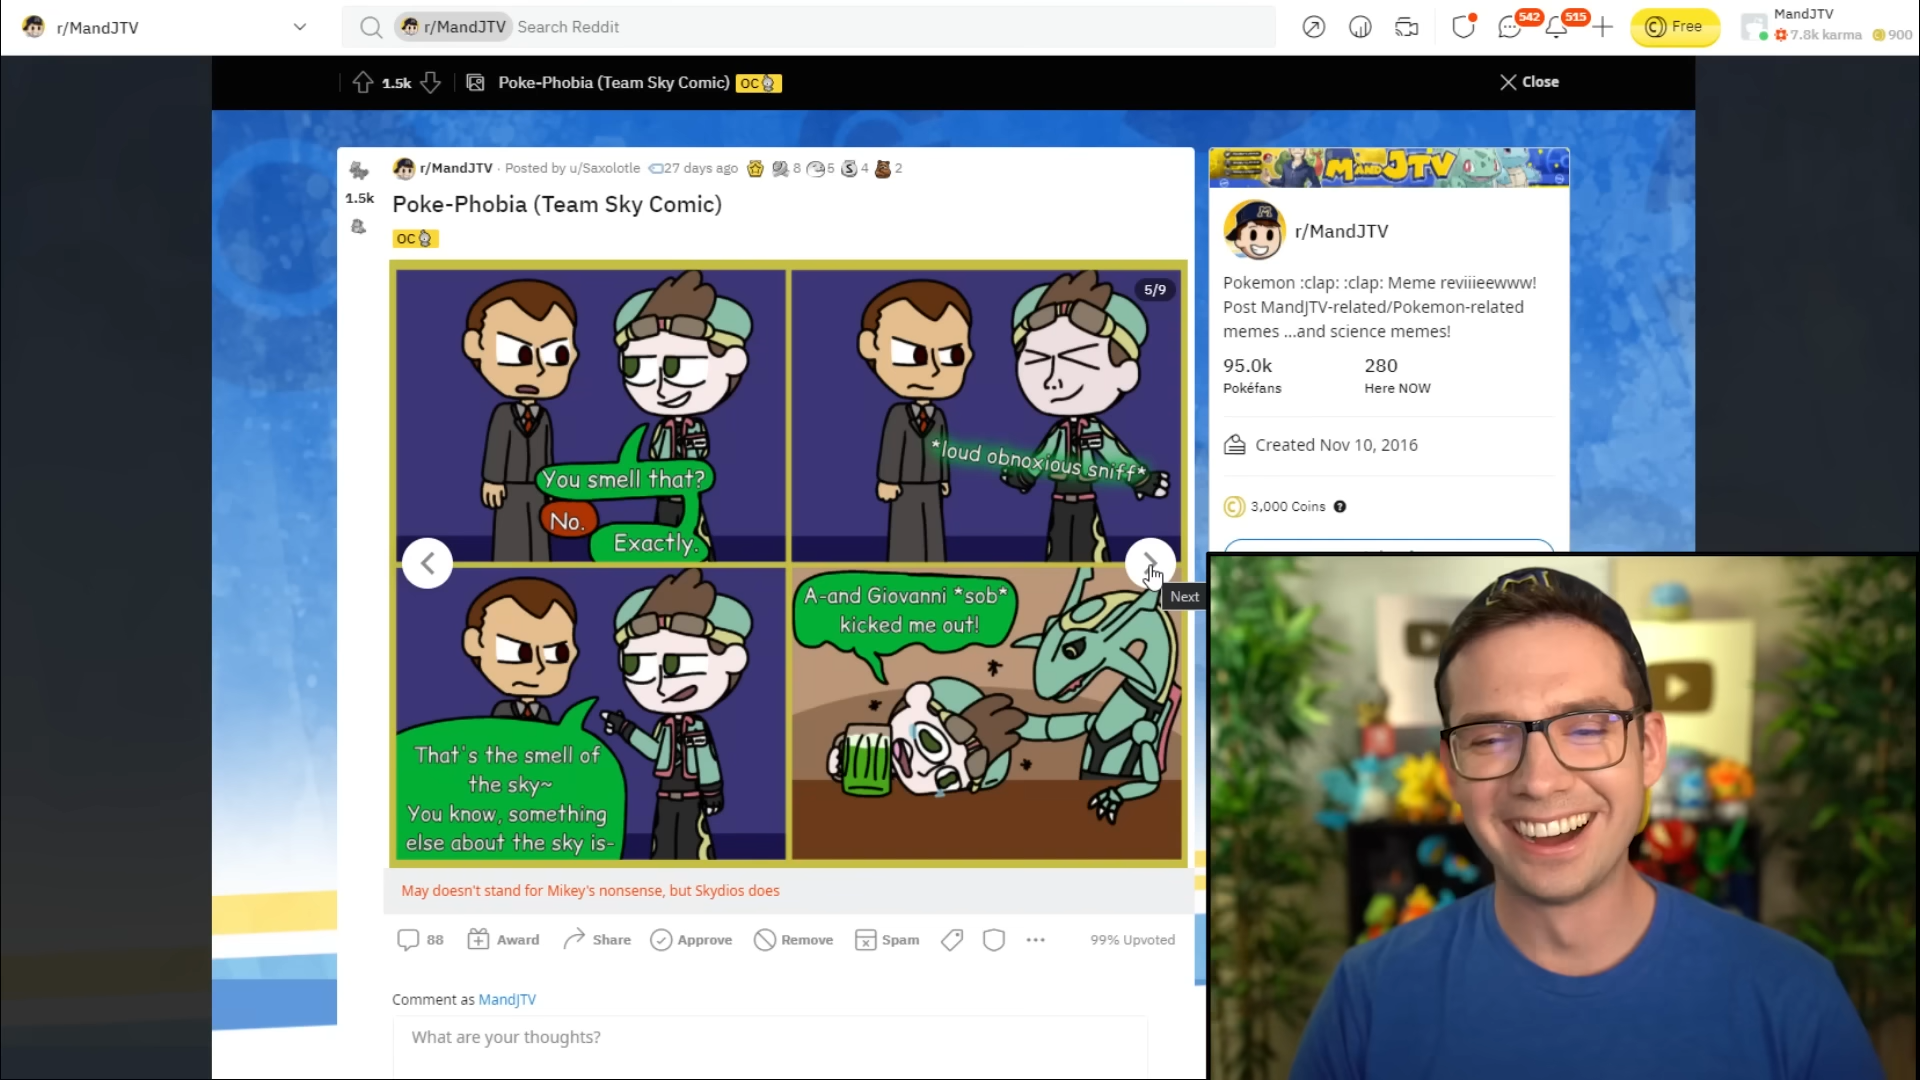 r/MandJTV
r/MandJTV Search Reddit
542
515
Free
MandJTV
7.8k karma 900
1.5k
Poke-Phobia (Team Sky Comic) OC
Close
r/MandJTV · Posted by u/Saxolotle 27 days ago 8 5 4 2
1.5k
Poke-Phobia (Team Sky Comic)
OC
5/9
You smell that?
No.
Exactly.
*loud obnoxious sniff*
That's the smell of
the sky~
You know, something
else about the sky is-
A-and Giovanni *sob*
kicked me out!
Next
May doesn't stand for Mikey's nonsense, but Skydios does
88 Award Share Approve Remove Spam 99% Upvoted
Comment as MandJTV
What are your thoughts?
MANDJTV
r/MandJTV
Pokemon :clap: :clap: Meme reviiieewww!
Post MandJTV-related/Pokemon-related
memes ...and science memes!
95.0k 280
Pokéfans Here NOW
Created Nov 10, 2016
3,000 Coins